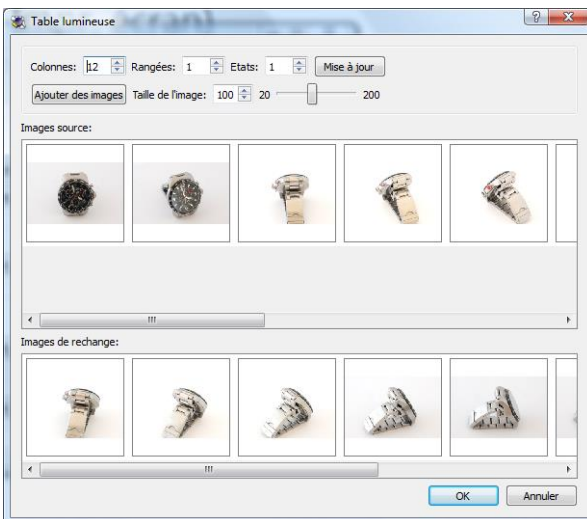 Table lumineuse
Colonnes: 12 Rangées: 1 Etats: 1 Mise à jour
Ajouter des images Taille de l'image: 100 20 200
Images source:
Images de rechange:
OK Annuler